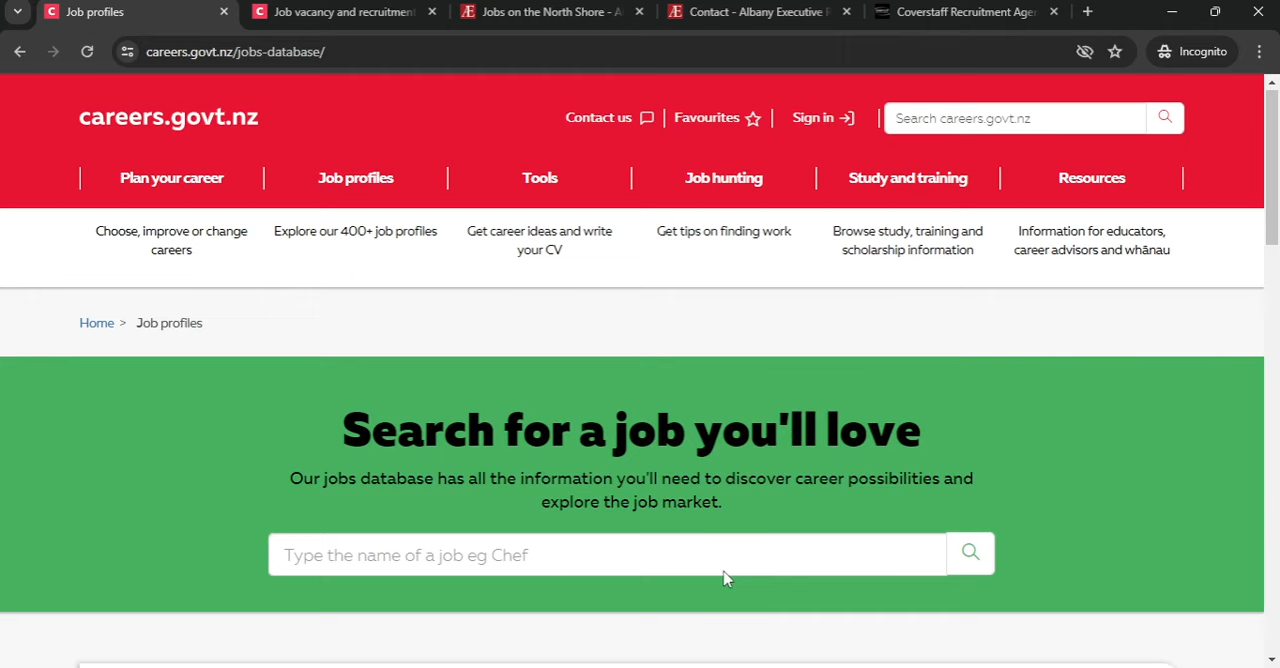 Job profiles
Job vacancy and recruitment
Jobs on the North Shore - A
Contact - Albany Executive R
Coverstaff Recruitment Agen
careers.govt.nz/jobs-database/
Incognito
careers.govt.nz
Contact us
Favourites
Sign in
Search careers.govt.nz
Plan your career
Job profiles
Tools
Job hunting
Study and training
Resources
Choose, improve or change
careers
Explore our 400+ job profiles
Get career ideas and write
your CV
Get tips on finding work
Browse study, training and
scholarship information
Information for educators,
career advisors and whānau
Home > Job profiles
Search for a job you'll love
Our jobs database has all the information you'll need to discover career possibilities and
explore the job market.
Type the name of a job eg Chef